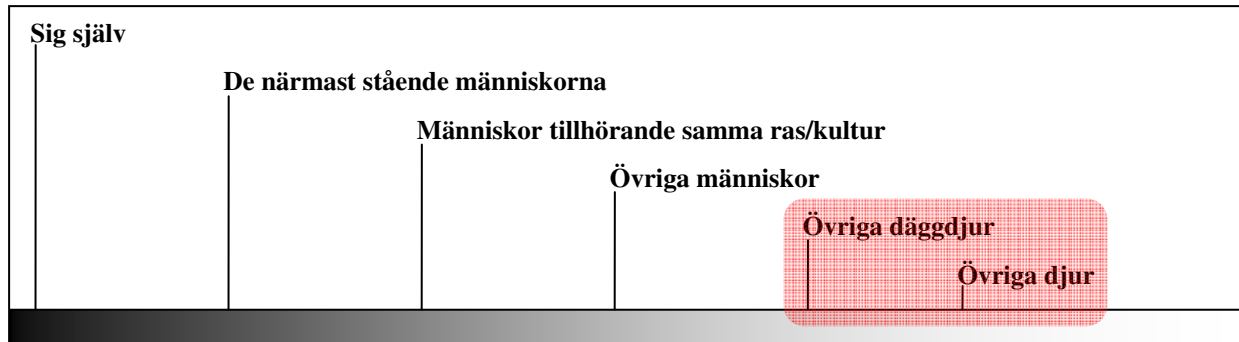 Sig själv
De närmast stående människorna
Människor tillhörande samma ras/kultur
Övriga människor
Övriga däggdjur
Övriga djur